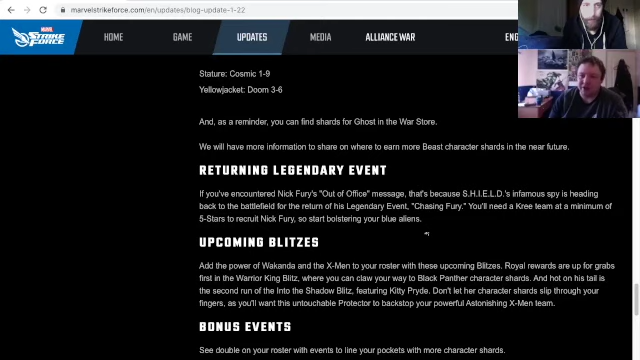 marvelstrikeforce.com/en/updates/blog-update-1-22
MARVEL
STRIKE FORCE
HOME
GAME
UPDATES
MEDIA
ALLIANCE WAR
ENG
Stature: Cosmic 1-9
Yellowjacket: Doom 3-6
And, as a reminder, you can find shards for Ghost in the War Store.
We will have more information to share on where to earn more Beast character shards in the near future.
RETURNING LEGENDARY EVENT
If you've encountered Nick Fury's "Out of Office" message, that's because S.H.I.E.L.D.'s infamous spy is heading
back to the battlefield for the return of his Legendary Event, "Chasing Fury." You'll need a Kree team at a minimum of
5-Stars to recruit Nick Fury, so start bolstering your blue aliens.
UPCOMING BLITZES
Add the power of Wakanda and the X-Men to your roster with these upcoming Blitzes. Royal rewards are up for grabs
first in the Warrior King Blitz, where you can claw your way to Black Panther character shards. And hot on his tail is
the second run of the Into the Shadow Blitz, featuring Kitty Pryde. Don't let her character shards slip through your
fingers, as you'll want this untouchable Protector to backstop your powerful Astonishing X-Men team.
BONUS EVENTS
See double on your roster with events to line your pockets with more character shards.